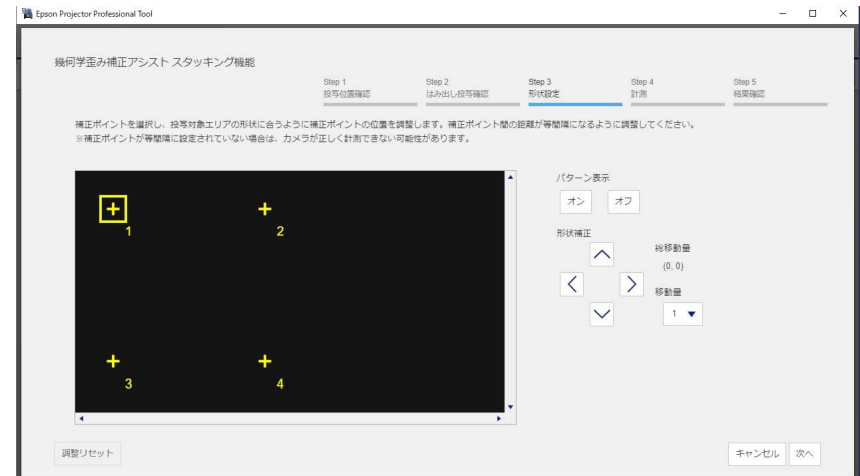 Epson Projector Professional Tool
幾何学歪み補正アシスト スタッキング機能
Step 1
投写位置確認
Step 2
はみ出し投写確認
Step 3
形状設定
Step 4
計測
Step 5
結果確認
補正ポイントを選択し、投写対象エリアの形状に合うように補正ポイントの位置を調整します。補正ポイント間の距離が等間隔になるように調整してください。
※補正ポイントが等間隔に設定されていない場合は、カメラが正しく計測できない可能性があります。
1
2
3
4
パターン表示
オン
オフ
形状補正
総移動量
(0, 0)
移動量
1
調整リセット
キャンセル
次へ